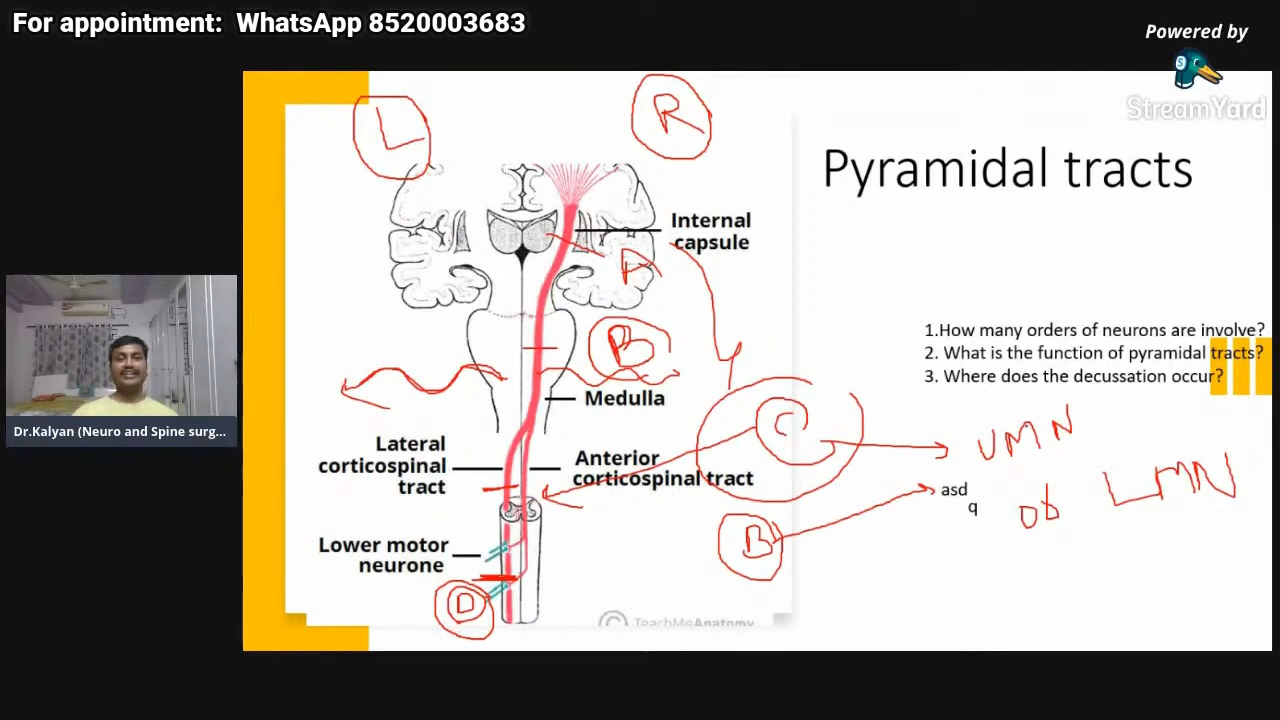 For appointment: WhatsApp 8520003683
Powered by
StreamYard
L
R
Pyramidal tracts
Internal
capsule
A
B
Medulla
1.How many orders of neurons are involve?
2. What is the function of pyramidal tracts?
3. Where does the decussation occur?
Dr.Kalyan (Neuro and Spine surg...
C
UMN
Lateral
corticospinal
tract
Anterior
corticospinal tract
asd
q
LMN
B
Lower motor
neurone
D
TeachMeAnatomy